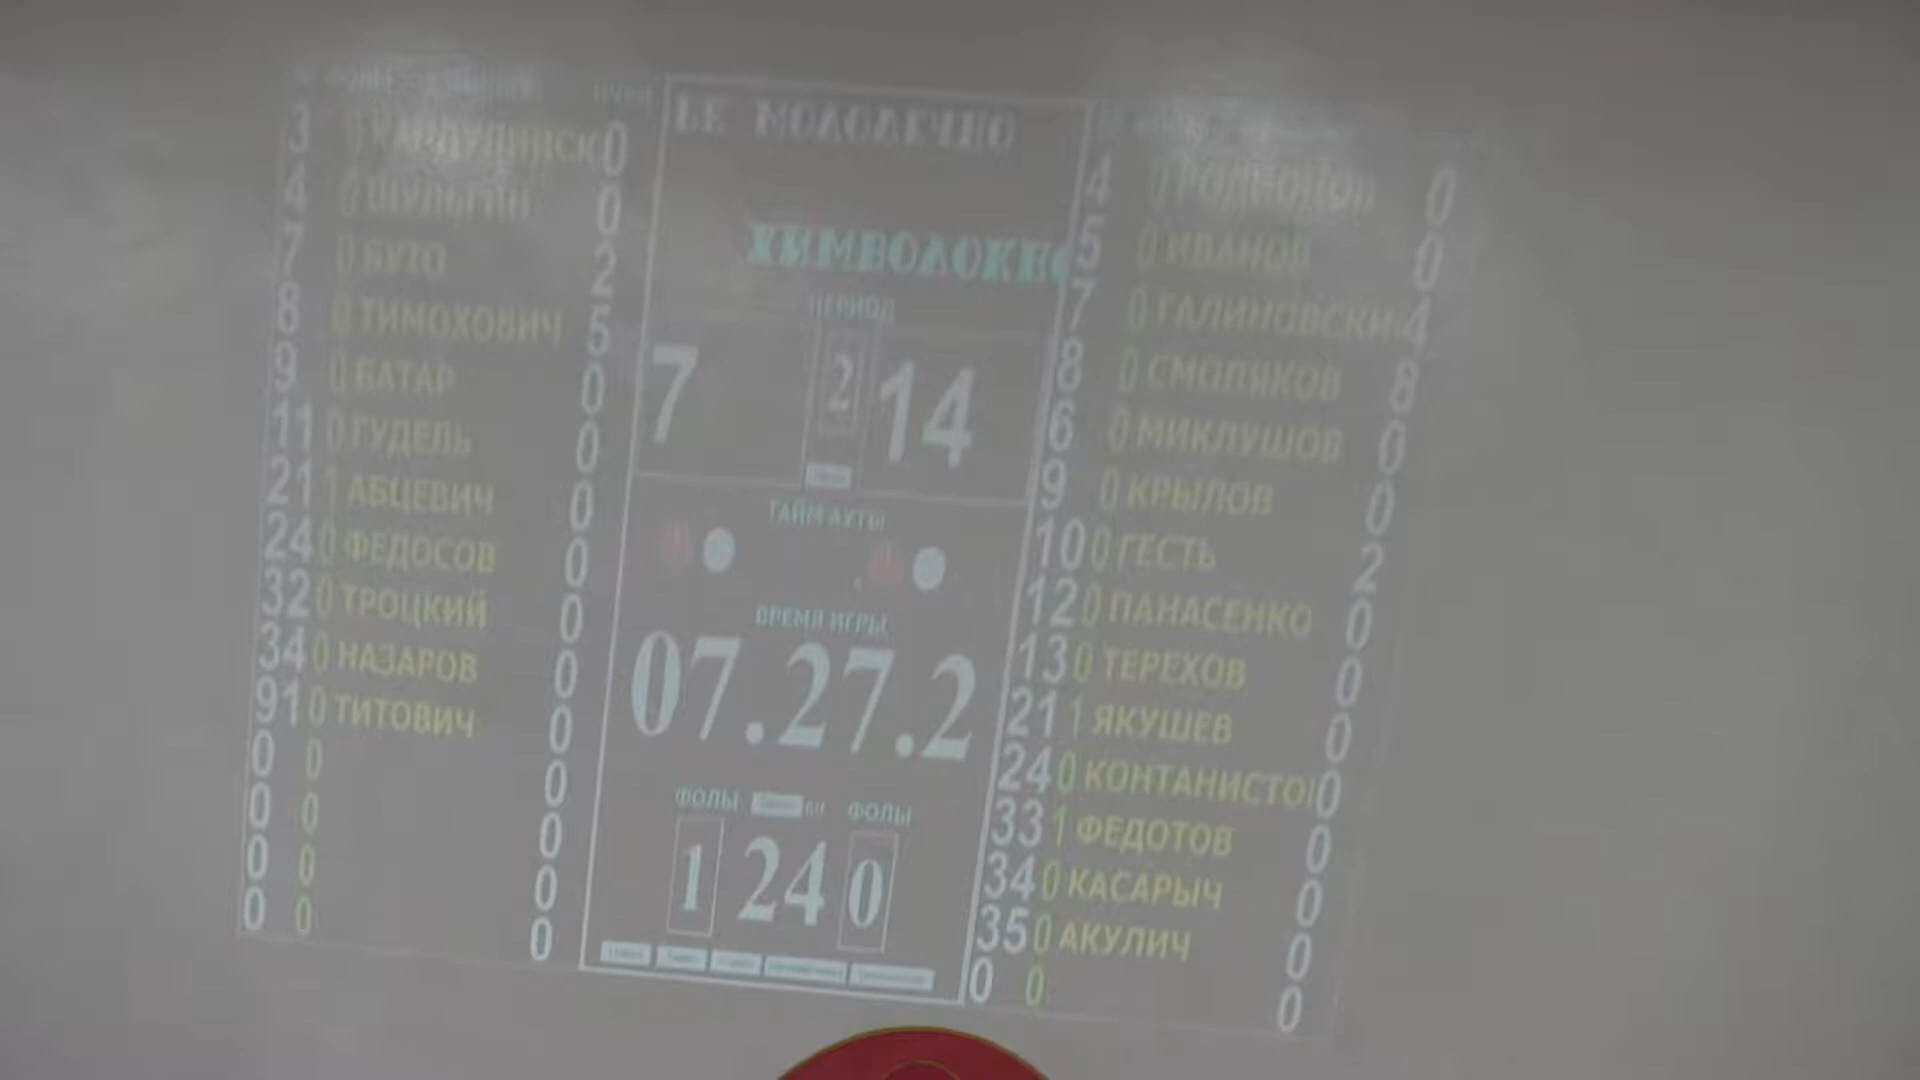 3 0
4 0 ШУЛЬГИН 0
7 0 БУТО 2
8 0 ТИМОХОВИЧ 5
9 0 БАТАР 0
11 0 ГУДЕЛЬ 0
21 1 АБЦЕВИЧ 0
24 0 ФЕДОСОВ 0
32 0 ТРОЦКИЙ 0
34 0 НАЗАРОВ 0
91 0 ТИТОВИЧ 0
0 0 0
0 0 0
0 0 0
0 0 0
БК МОЛОДЕЧНО
ХИМВОЛОКНО
ПЕРИОД
7 2 14
ТАЙМ АУТЫ
ВРЕМЯ ИГРЫ
07.27.2
ФОЛЫ ФОЛЫ
1 24 0
4 0 РОДИОНОВ 0
5 0 ИВАНОВ 0
7 0 ГАЛИНОВСКИ 4
8 0 СМОЛЯКОВ 8
6 0 МИКЛУШОВ 0
9 0 КРЫЛОВ 0
10 0 ГЕСТЬ 2
12 0 ПАНАСЕНКО 0
13 0 ТЕРЕХОВ 0
21 1 ЯКУШЕВ 0
24 0 КОНТАНИСТО 0
33 1 ФЕДОТОВ 0
34 0 КАСАРЫЧ 0
35 0 АКУЛИЧ 0
0 0 0